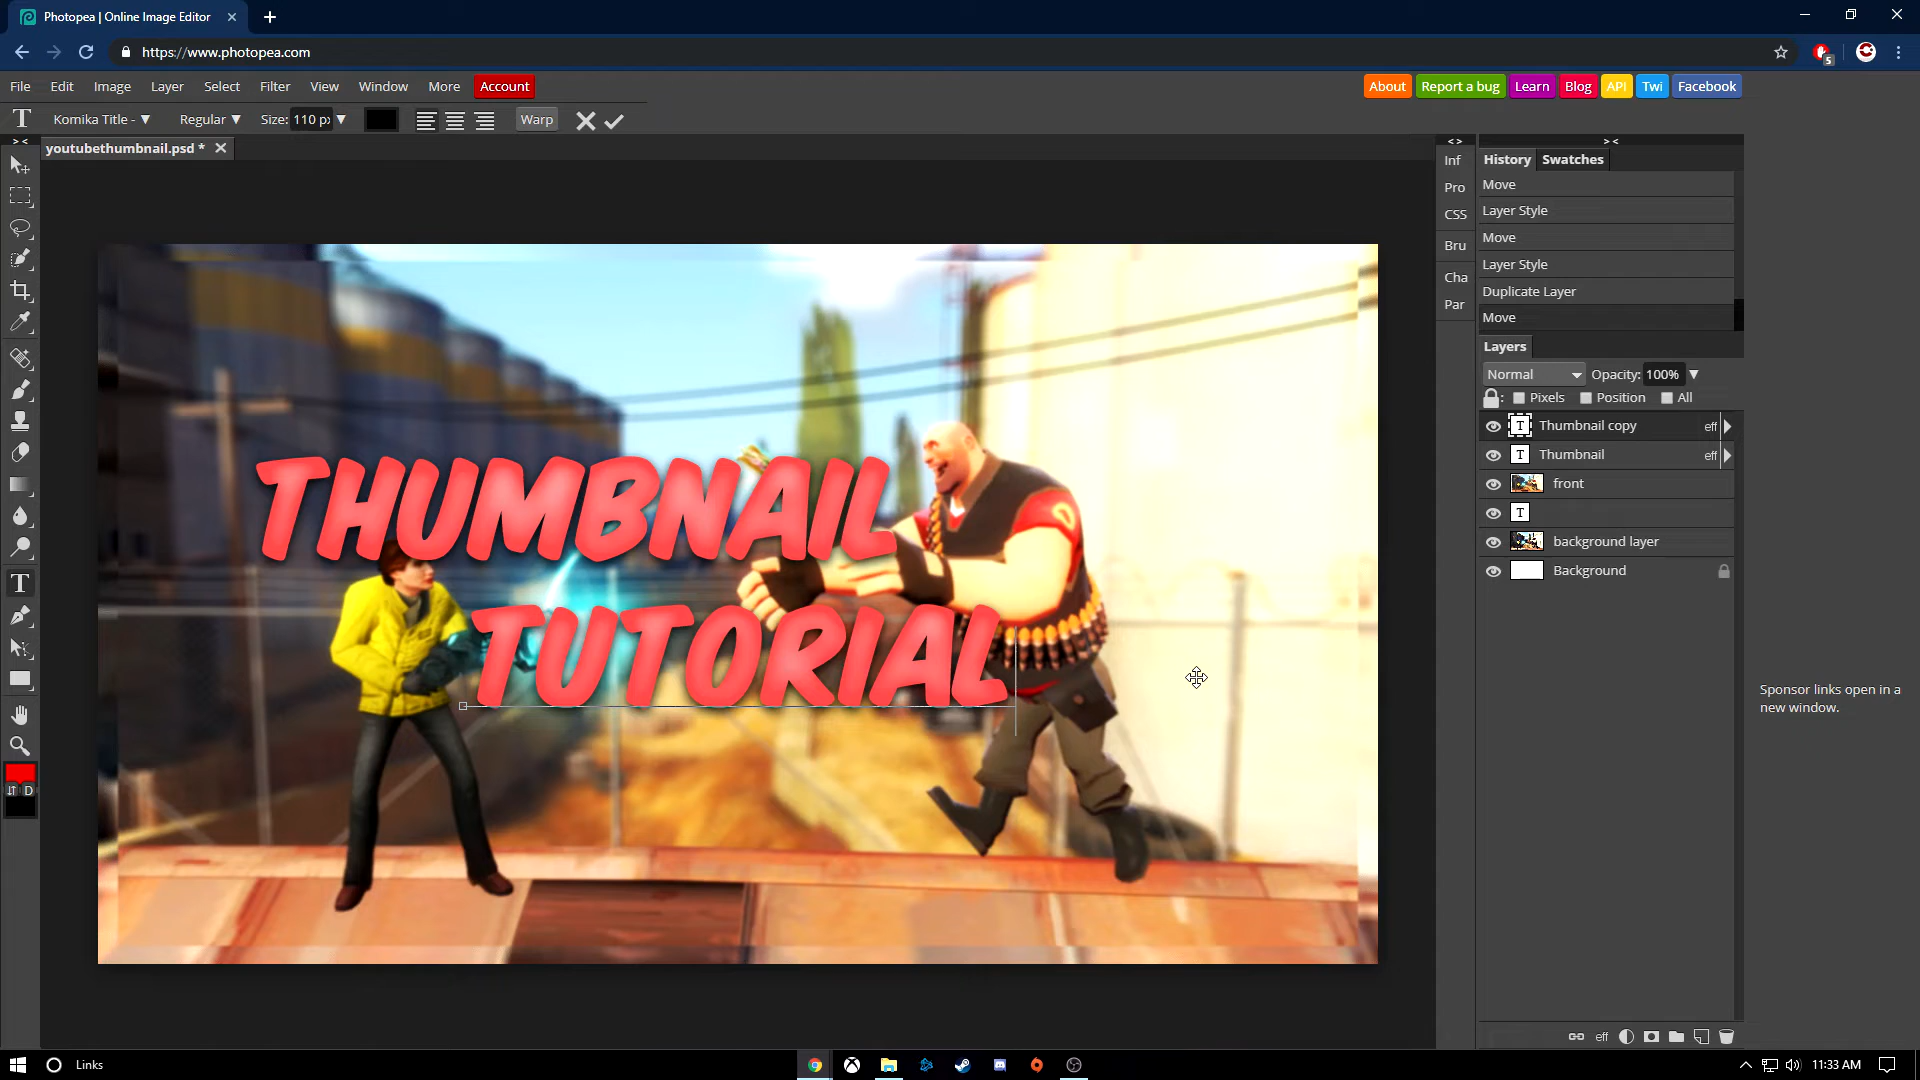 Photopea | Online Image Editor
https://www.photopea.com
5
File Edit Image Layer Select Filter View Window More Account
About Report a bug Learn Blog API Twi Facebook
T Komika Title - Regular Size: 110 px Warp
youtubethumbnail.psd *
Inf
Pro
CSS
Bru
Cha
Par
History Swatches
Move
Layer Style
Move
Layer Style
Duplicate Layer
Move
Layers
Normal Opacity: 100%
: Pixels Position All
T Thumbnail copy eff
T Thumbnail eff
front
T
background layer
Background
THUMBNAIL
TUTORIAL
T
D
Sponsor links open in a
new window.
eff
Links
11:33 AM